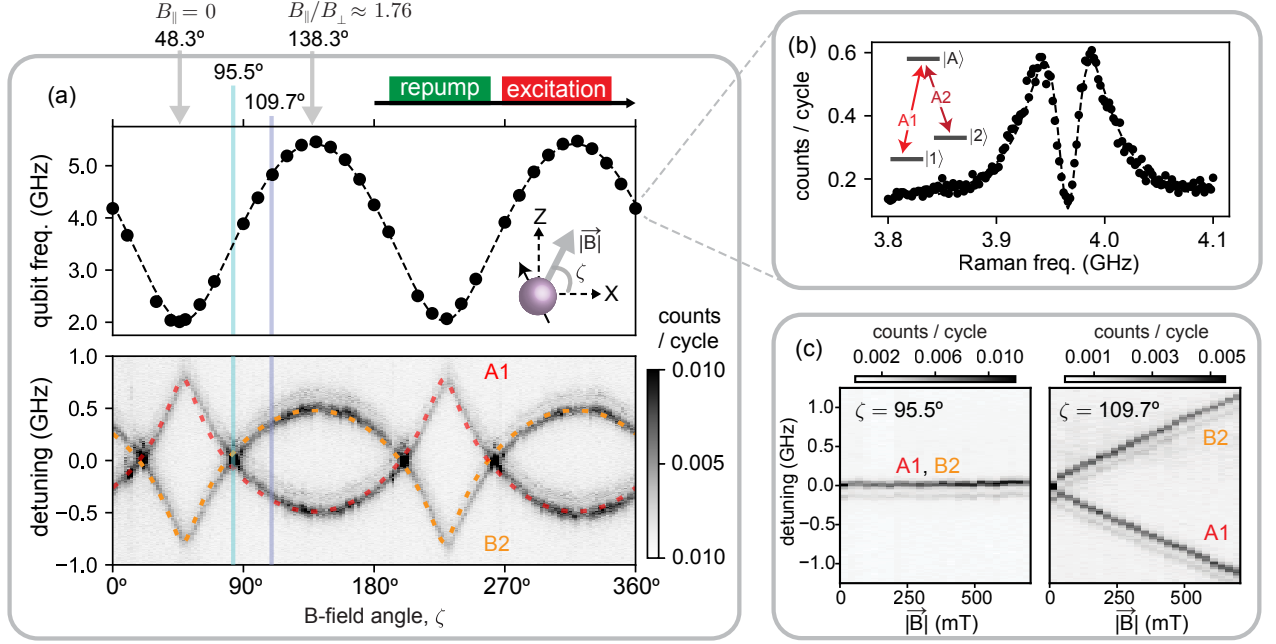 B∥ = 0
48.3º
B∥/B⊥ ≈ 1.76
138.3º
95.5º
109.7º
(a)
repump
excitation
qubit freq. (GHz)
5.0
4.0
3.0
2.0
Z
|B|
ζ
X
counts
/ cycle
detuning (GHz)
1.0
0.5
0.0
−0.5
−1.0
A1
B2
0.010
0.005
0.010
0º
90º
180º
270º
360º
B-field angle, ζ
(b)
counts / cycle
0.6
0.4
0.2
|A⟩
A1
A2
|2⟩
|1⟩
3.8
3.9
4.0
4.1
Raman freq. (GHz)
(c)
counts / cycle
0.002
0.006
0.010
detuning (GHz)
1.0
0.5
0.0
−0.5
−1.0
ζ = 95.5º
A1, B2
0
250
500
|B| (mT)
counts / cycle
0.001
0.003
0.005
ζ = 109.7º
B2
A1
0
250
500
|B| (mT)